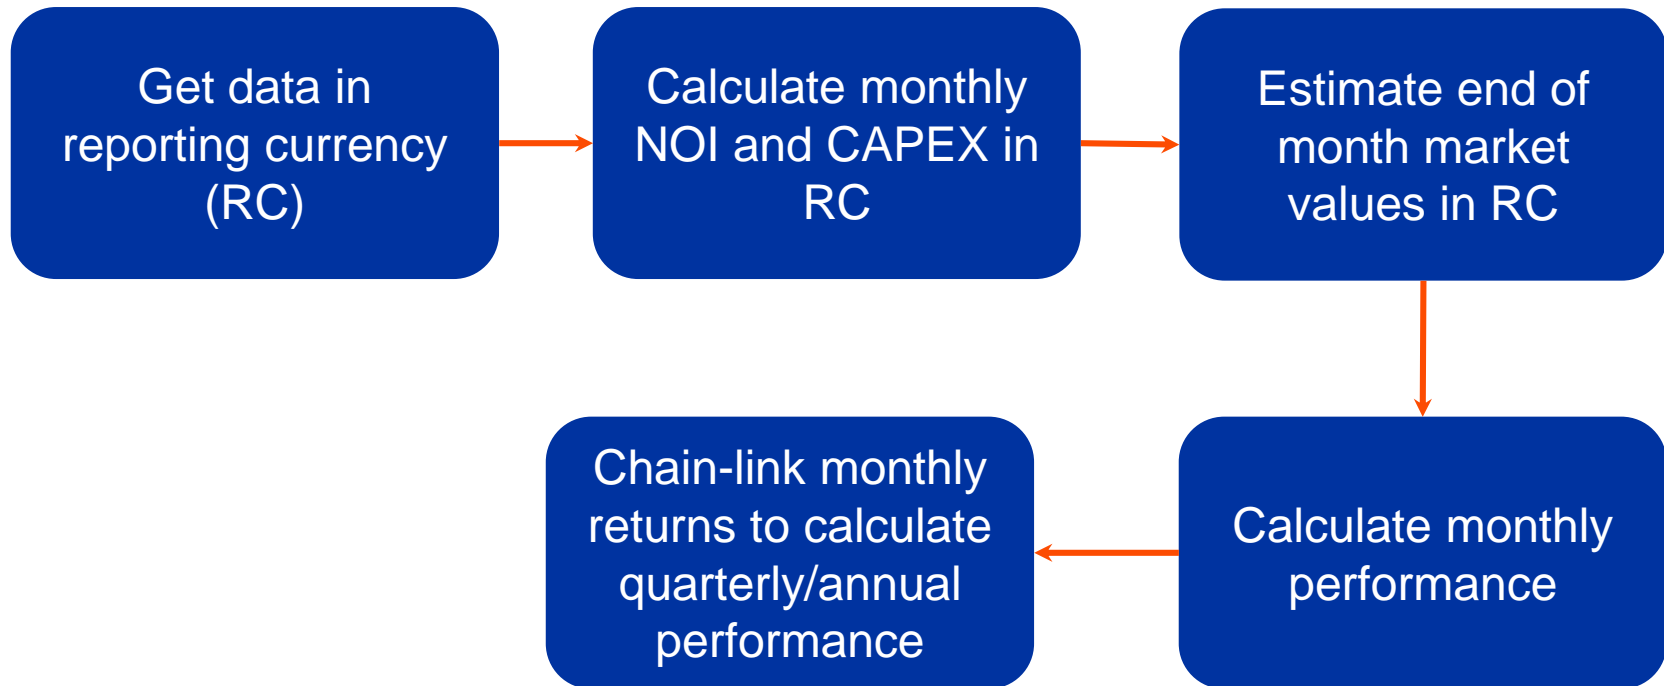 Get data in
reporting currency
(RC)
Calculate monthly
NOI and CAPEX in
RC
Estimate end of
month market
values in RC
Calculate monthly
performance
Chain-link monthly
returns to calculate
quarterly/annual
performance